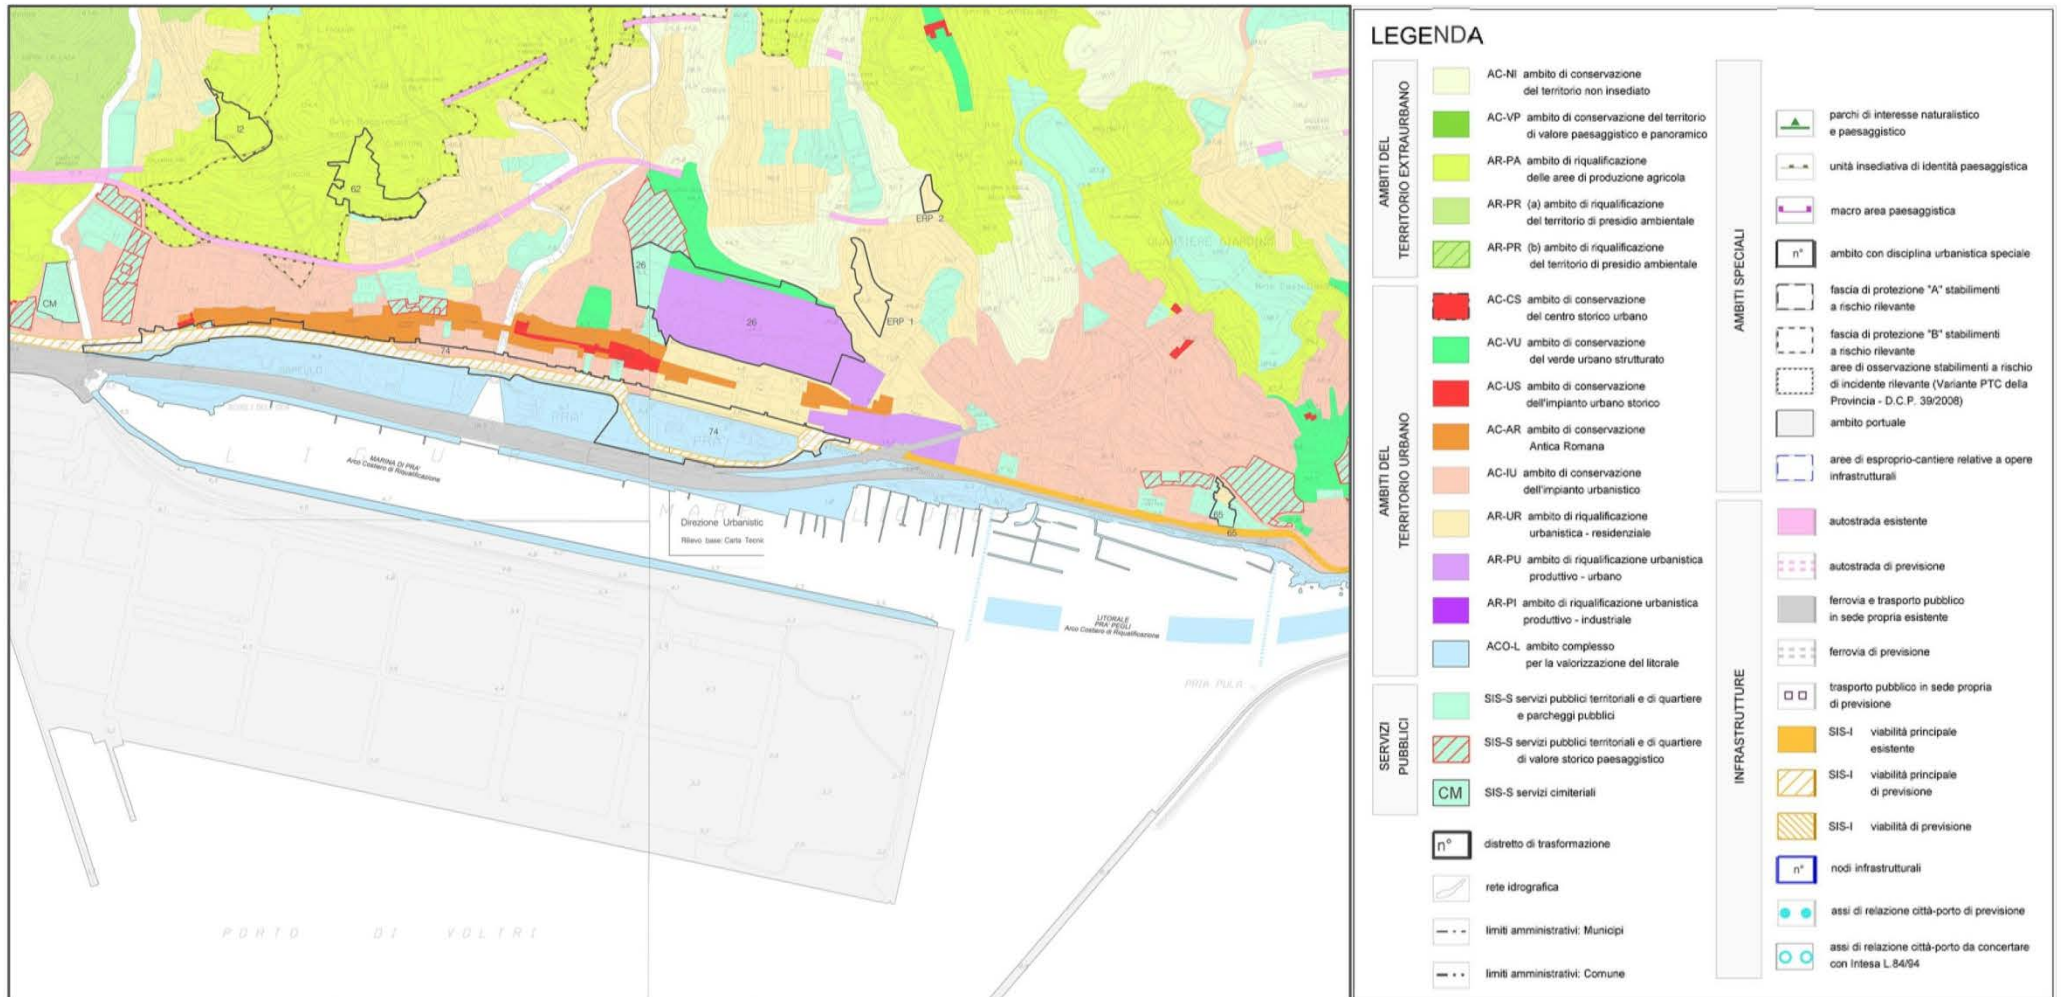 I2
62
CM
26
26
ERP 2
ERP 1
QUARTIERE GIARDINO
74
74
PRA'
65
65
SAPELLO
L I G U R E
MARINA DI PRA'
Arco Costiero di Riqualificazione
M A R E L I G U R E
Direzione Urbanistic
Rilievo base: Carta Tecnic
LITORALE
PRA' PEGLI
Arco Costiero di Riqualificazione
PRIA PULA
PORTO DI VOLTRI
LEGENDA
AMBITI DEL
TERRITORIO EXTRAURBANO
AC-NI ambito di conservazione
del territorio non insediato
AC-VP ambito di conservazione del territorio
di valore paesaggistico e panoramico
AR-PA ambito di riqualificazione
delle aree di produzione agricola
AR-PR (a) ambito di riqualificazione
del territorio di presidio ambientale
AR-PR (b) ambito di riqualificazione
del territorio di presidio ambientale
AMBITI DEL
TERRITORIO URBANO
AC-CS ambito di conservazione
del centro storico urbano
AC-VU ambito di conservazione
del verde urbano strutturato
AC-US ambito di conservazione
dell'impianto urbano storico
AC-AR ambito di conservazione
Antica Romana
AC-IU ambito di conservazione
dell'impianto urbanistico
AR-UR ambito di riqualificazione
urbanistica - residenziale
AR-PU ambito di riqualificazione urbanistica
produttivo - urbano
AR-PI ambito di riqualificazione urbanistica
produttivo - industriale
ACO-L ambito complesso
per la valorizzazione del litorale
SERVIZI
PUBBLICI
SIS-S servizi pubblici territoriali e di quartiere
e parcheggi pubblici
SIS-S servizi pubblici territoriali e di quartiere
di valore storico paesaggistico
CM SIS-S servizi cimiteriali
n° distretto di trasformazione
rete idrografica
limiti amministrativi: Municipi
limiti amministrativi: Comune
AMBITI SPECIALI
parchi di interesse naturalistico
e paesaggistico
unità insediativa di identità paesaggistica
macro area paesaggistica
n° ambito con disciplina urbanistica speciale
fascia di protezione "A" stabilimenti
a rischio rilevante
fascia di protezione "B" stabilimenti
a rischio rilevante
aree di osservazione stabilimenti a rischio
di incidente rilevante (Variante PTC della
Provincia - D.C.P. 39/2008)
ambito portuale
aree di esproprio-cantiere relative a opere
infrastrutturali
INFRASTRUTTURE
autostrada esistente
autostrada di previsione
ferrovia e trasporto pubblico
in sede propria esistente
ferrovia di previsione
trasporto pubblico in sede propria
di previsione
SIS-I viabilità principale
esistente
SIS-I viabilità principale
di previsione
SIS-I viabilità di previsione
n° nodi infrastrutturali
assi di relazione città-porto di previsione
assi di relazione città-porto da concertare
con Intesa L.84/94